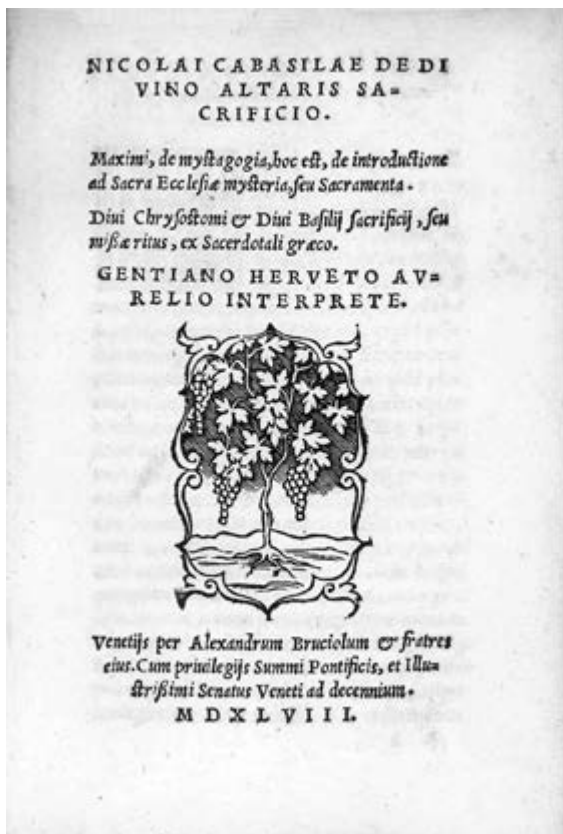 NICOLAI CABASILAE DE DI
VINO ALTARIS SA=
CRIFICIO.
Maximi, de mystagogia, hoc est, de introductione
ad Sacra Ecclesiæ mysteria, seu Sacramenta.
Diui Chrysostomi & Diui Basilij sacrificij, seu
missæ ritus, ex Sacerdotali græco.
GENTIANO HERVETO AV=
RELIO INTERPRETE.
Venetijs per Alexandrum Bruciolum & fratres
eius. Cum priuilegijs Summi Pontificis, et Illu=
strissimi Senatus Veneti ad decennium.
M D X L V I I I.